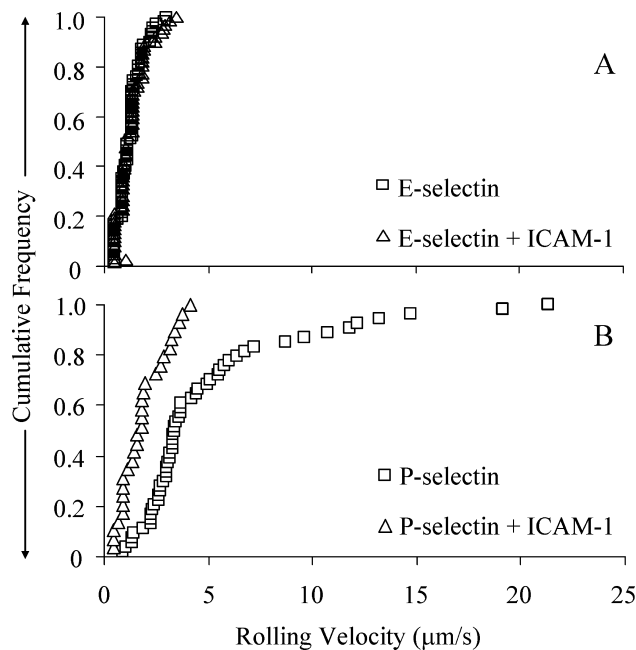 Cumulative Frequency
1.0
0.8
0.6
0.4
0.2
0
A
E-selectin
E-selectin + ICAM-1
1.0
0.8
0.6
0.4
0.2
0
B
P-selectin
P-selectin + ICAM-1
0 5 10 15 20 25
Rolling Velocity (μm/s)